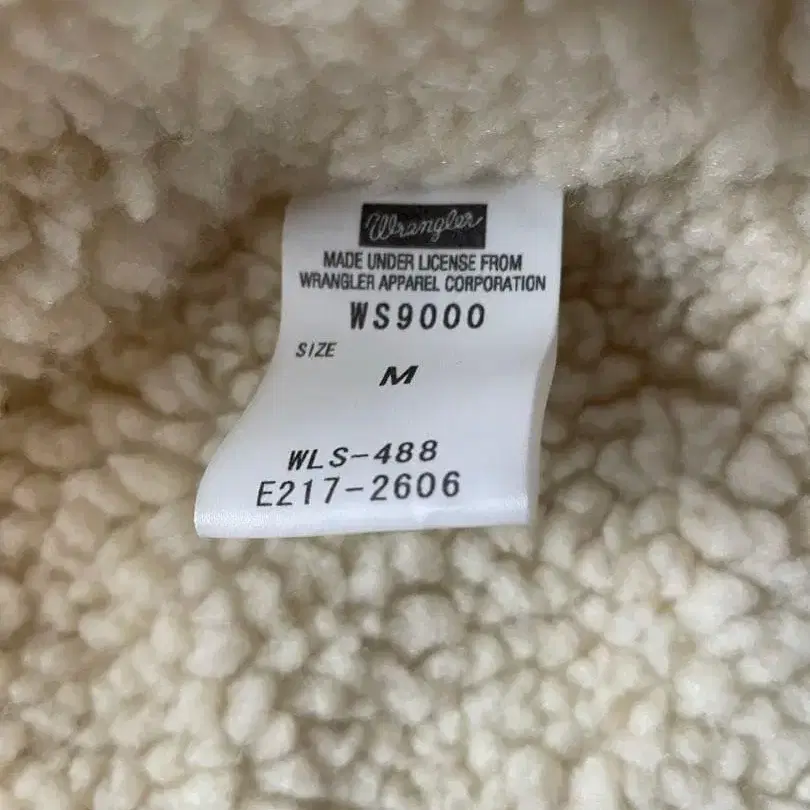 Wrangler
MADE UNDER LICENSE FROM
WRANGLER APPAREL CORPORATION
WS9000
SIZE
M
WLS-488
E217-2606